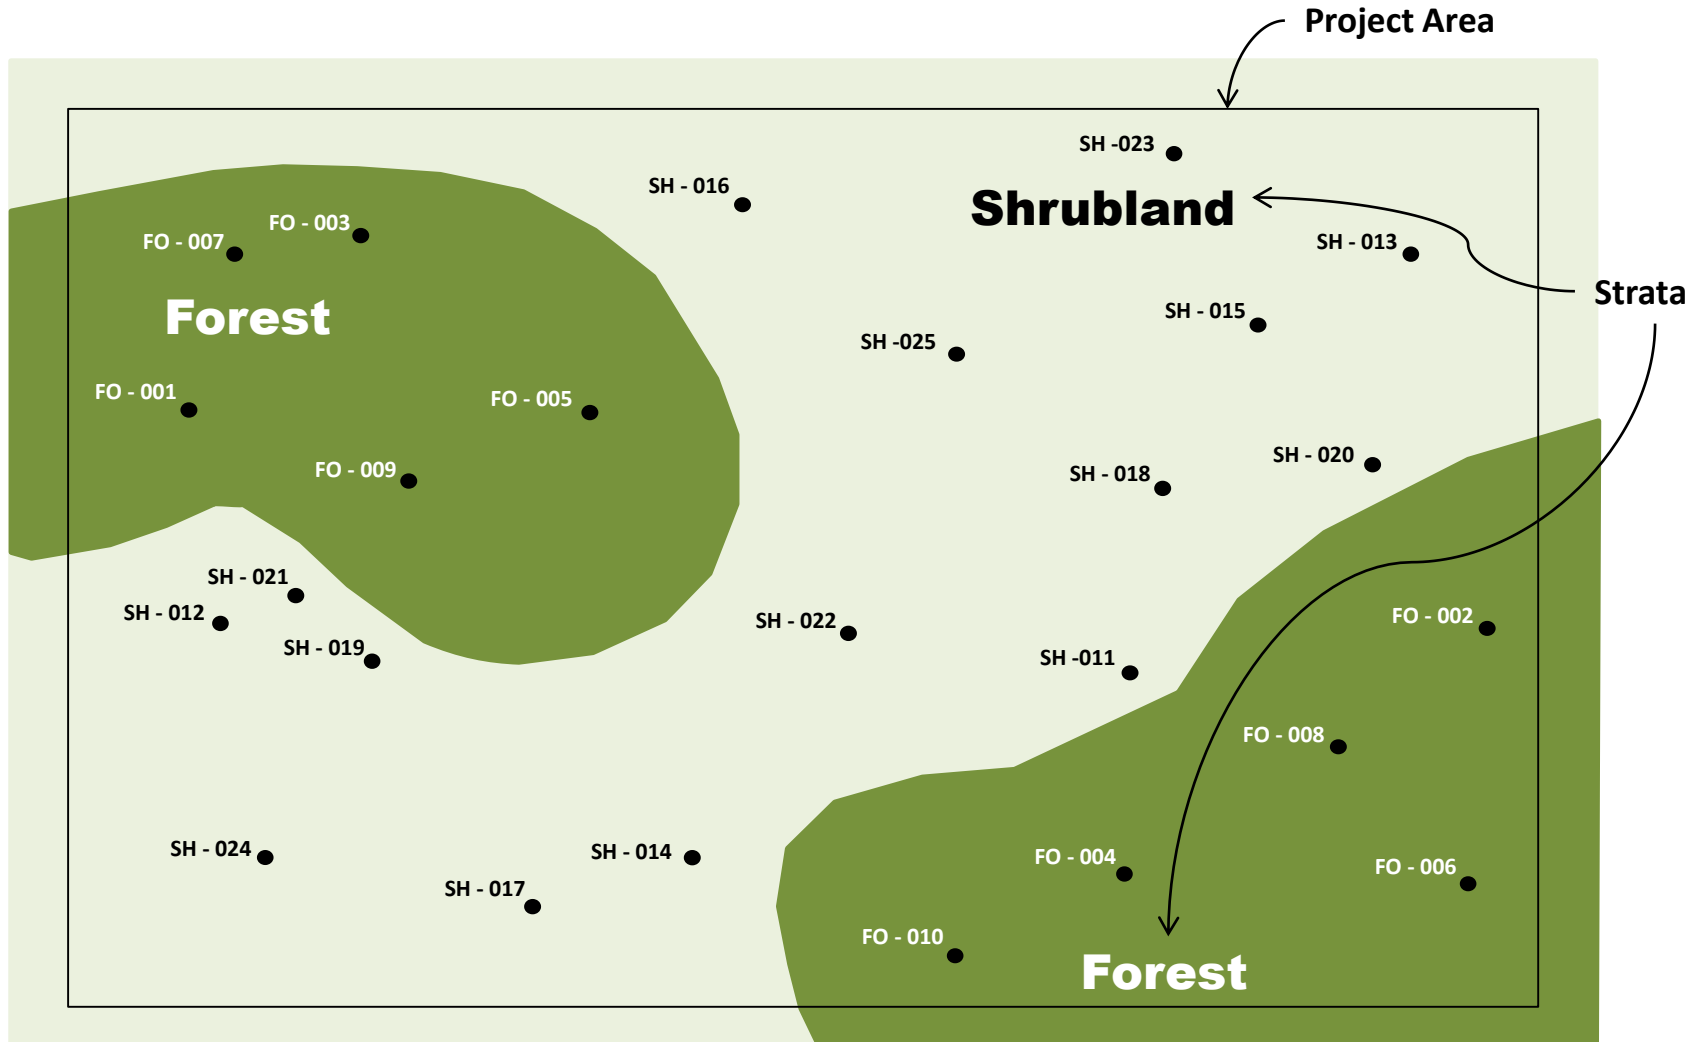 Project Area
SH -023
SH - 016
Shrubland
FO - 003
FO - 007
SH - 013
Strata
Forest
SH - 015
SH -025
FO - 001
FO - 005
SH - 020
FO - 009
SH - 018
SH - 021
SH - 012
FO - 002
SH - 022
SH - 019
SH -011
FO - 008
SH - 024
SH - 014
FO - 004
FO - 006
SH - 017
FO - 010
Forest